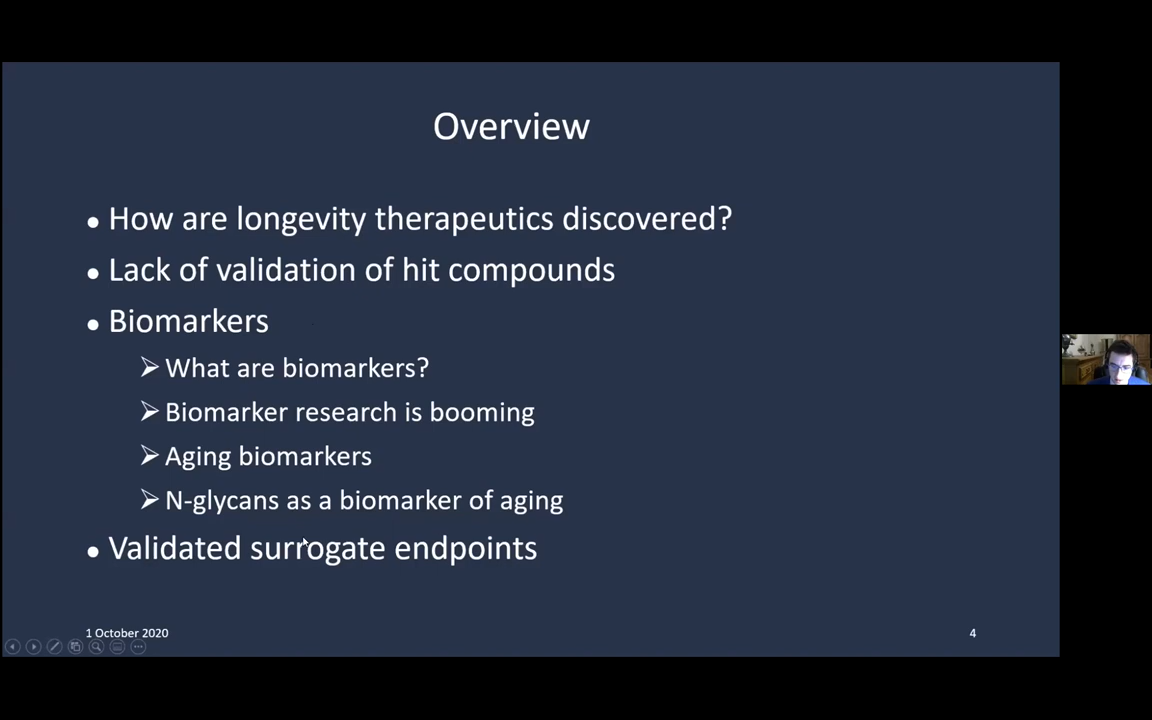 Overview
• How are longevity therapeutics discovered?
• Lack of validation of hit compounds
• Biomarkers
➢ What are biomarkers?
➢ Biomarker research is booming
➢ Aging biomarkers
➢ N-glycans as a biomarker of aging
• Validated surrogate endpoints
1 October 2020
4